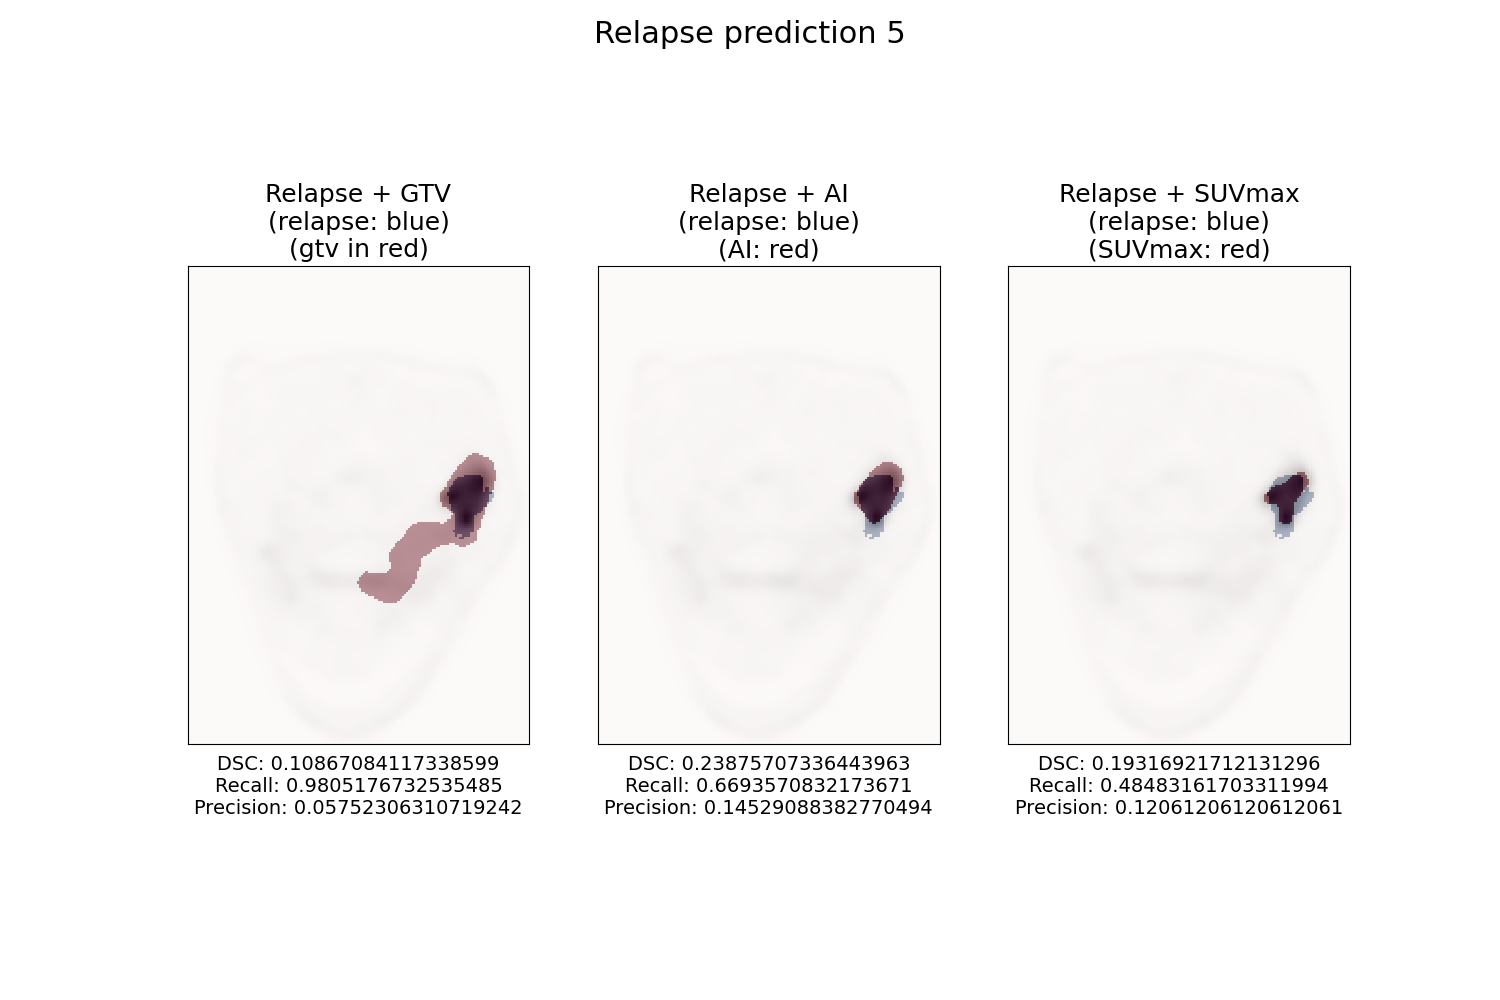 Relapse prediction 5
Relapse + GTV
(relapse: blue)
(gtv in red)
Relapse + AI
(relapse: blue)
(AI: red)
Relapse + SUVmax
(relapse: blue)
(SUVmax: red)
DSC: 0.10867084117338599
Recall: 0.9805176732535485
Precision: 0.05752306310719242
DSC: 0.23875707336443963
Recall: 0.6693570832173671
Precision: 0.14529088382770494
DSC: 0.19316921712131296
Recall: 0.48483161703311994
Precision: 0.12061206120612061